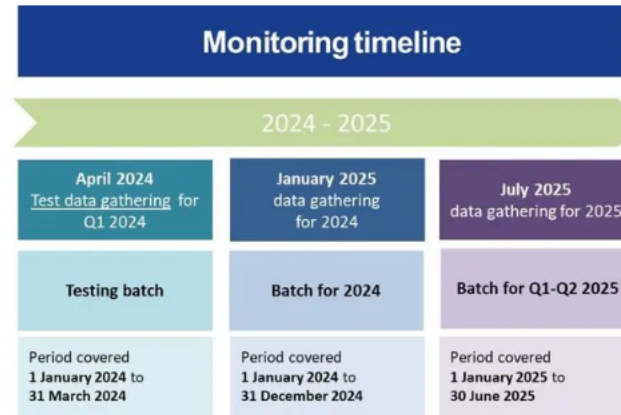 Monitoring timeline
2024 - 2025
April 2024
Test data gathering for
Q1 2024
January 2025
data gathering
for 2024
July 2025
data gathering for 2025
Testing batch
Batch for 2024
Batch for Q1-Q2 2025
Period covered
1 January 2024 to
31 March 2024
Period covered
1 January 2024 to
31 December 2024
Period covered
1 January 2025 to
30 June 2025